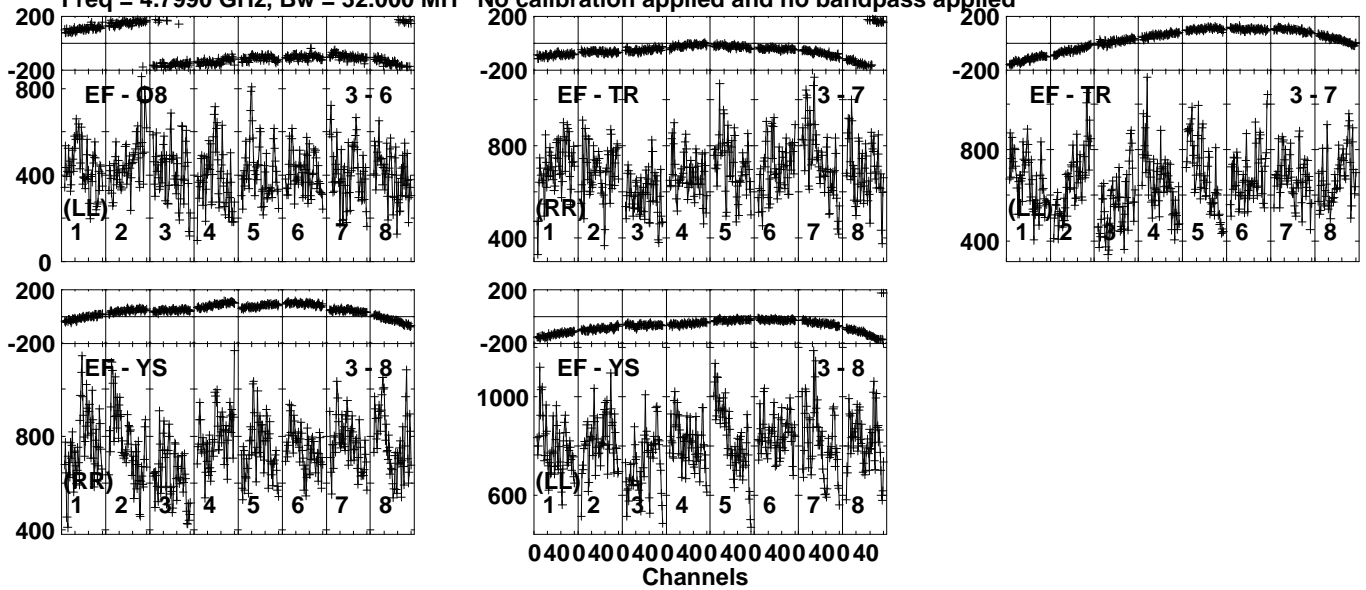 Freq = 4.7990 GHz, Bw = 32.000 MH No calibration applied and no bandpass applied
200
-200
800
400
0
EF - O8 3 - 6
(LL)
1 2 3 4 5 6 7 8
200
-200
800
400
EF - TR 3 - 7
(RR)
1 2 3 4 5 6 7 8
200
-200
800
400
EF - TR 3 - 7
(LL)
1 2 3 4 5 6 7 8
200
-200
800
400
EF - YS 3 - 8
(RR)
1 2 3 4 5 6 7 8
200
-200
1000
600
EF - YS 3 - 8
(LL)
1 2 3 4 5 6 7 8
0 40 0 40 0 40 0 40 0 40 0 40 0 40 0 40
Channels